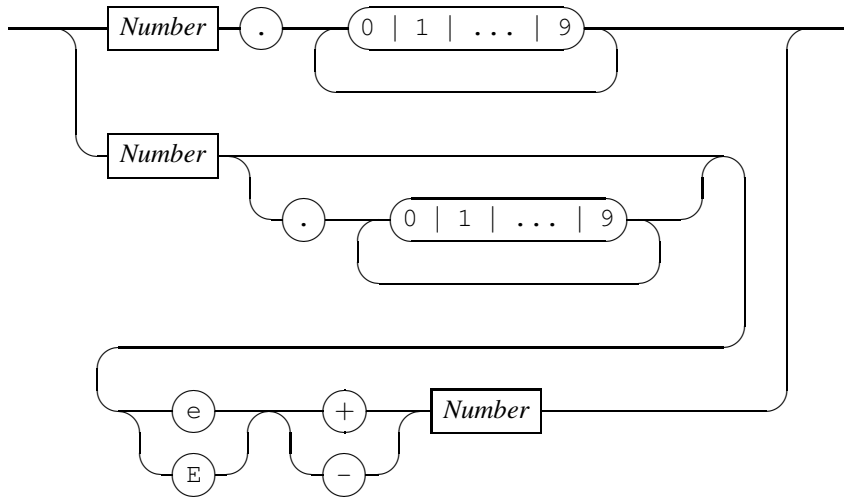 Number . 0 | 1 | ... | 9
Number
. 0 | 1 | ... | 9
e + Number
E -